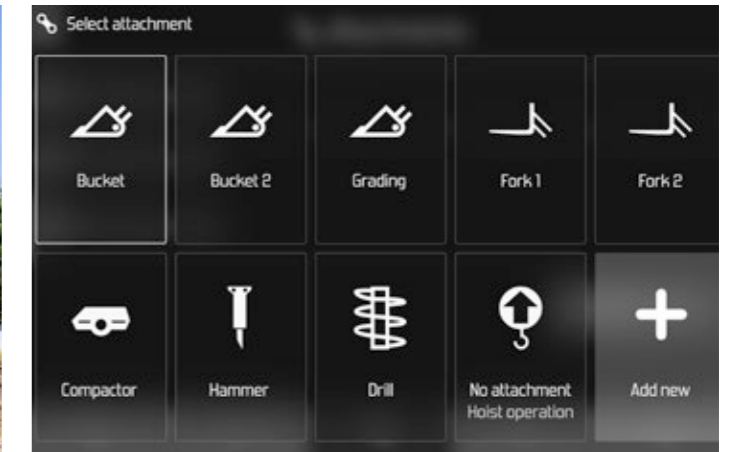 Select attachment
Bucket
Bucket 2
Grading
Fork 1
Fork 2
Compactor
Hammer
Drill
No attachment
Hoist operation
Add new